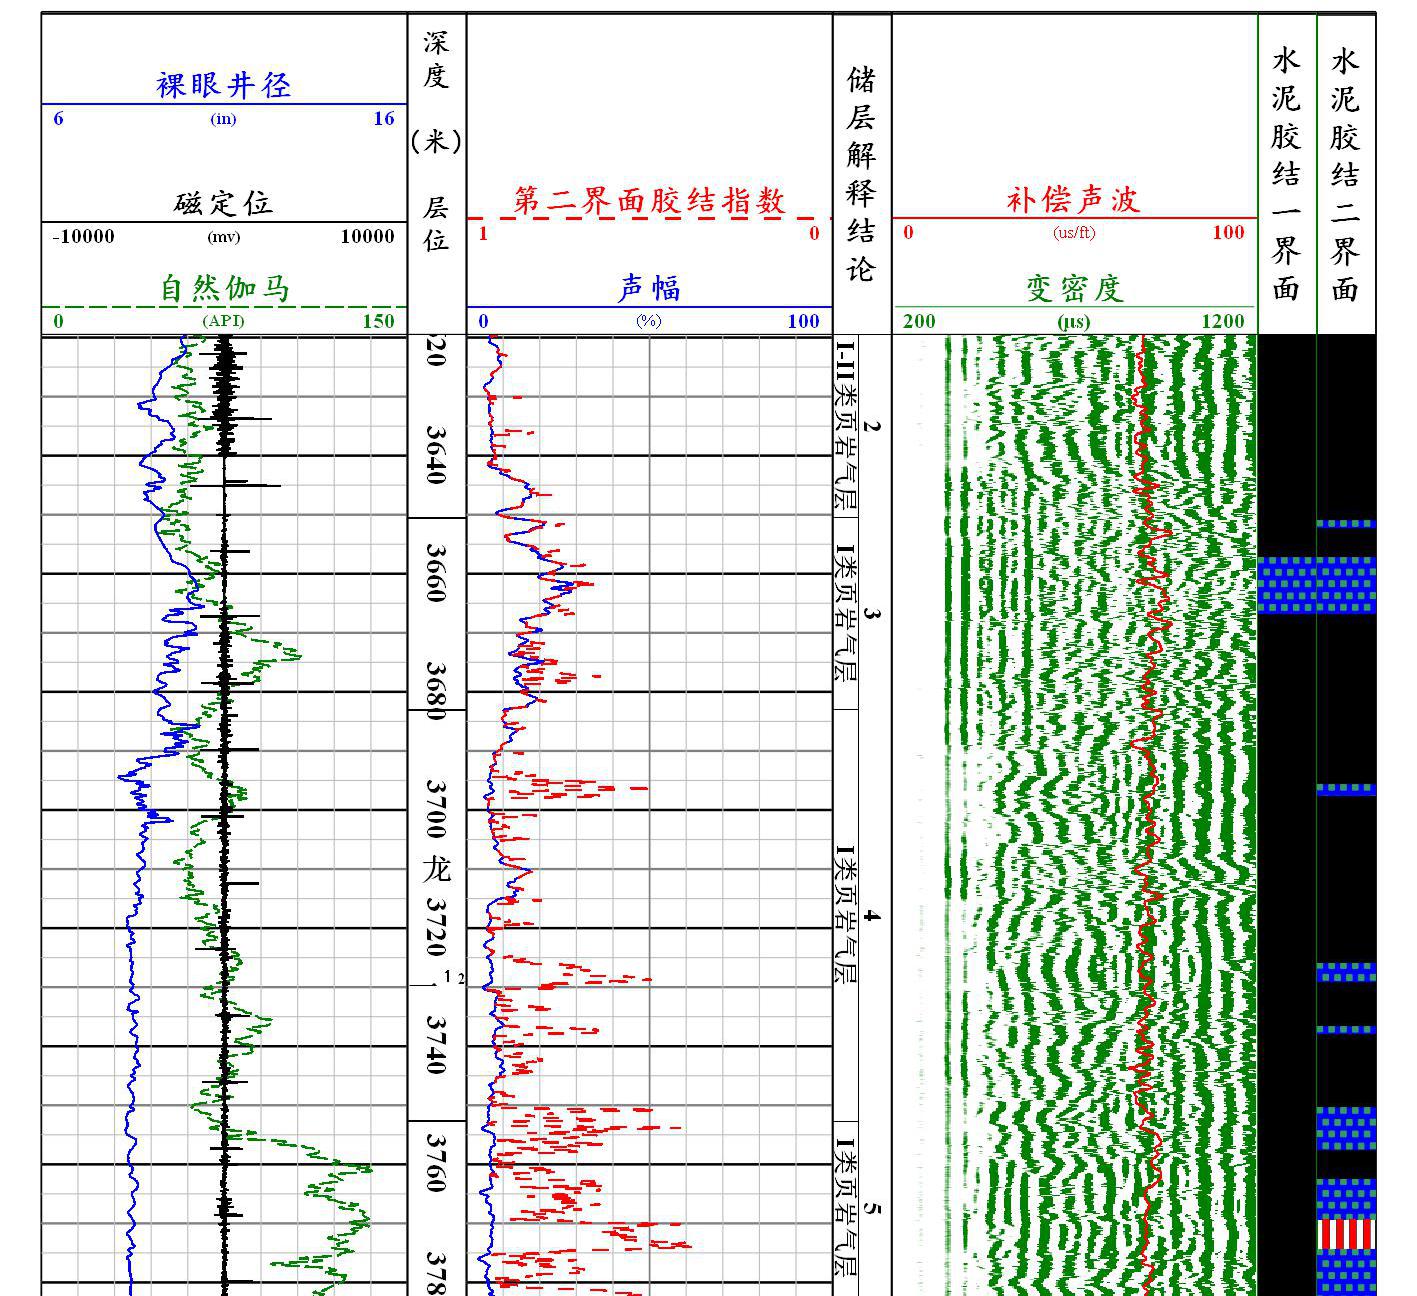 裸眼井径
6 (in) 16
磁定位
-10000 (mv) 10000
自然伽马
0 (API) 150
深度
(米)
层位
第二界面胶结指数
1 0
声幅
0 (%) 100
储层解释结论
补偿声波
0 (us/ft) 100
变密度
200 (μs) 1200
水泥胶结一界面
水泥胶结二界面
20
3640
3660
3680
3700
龙
3720
1 2
3740
3760
378
I-II类页岩气层
2
I类页岩气层
3
I类页岩气层
4
I类页岩气层
5